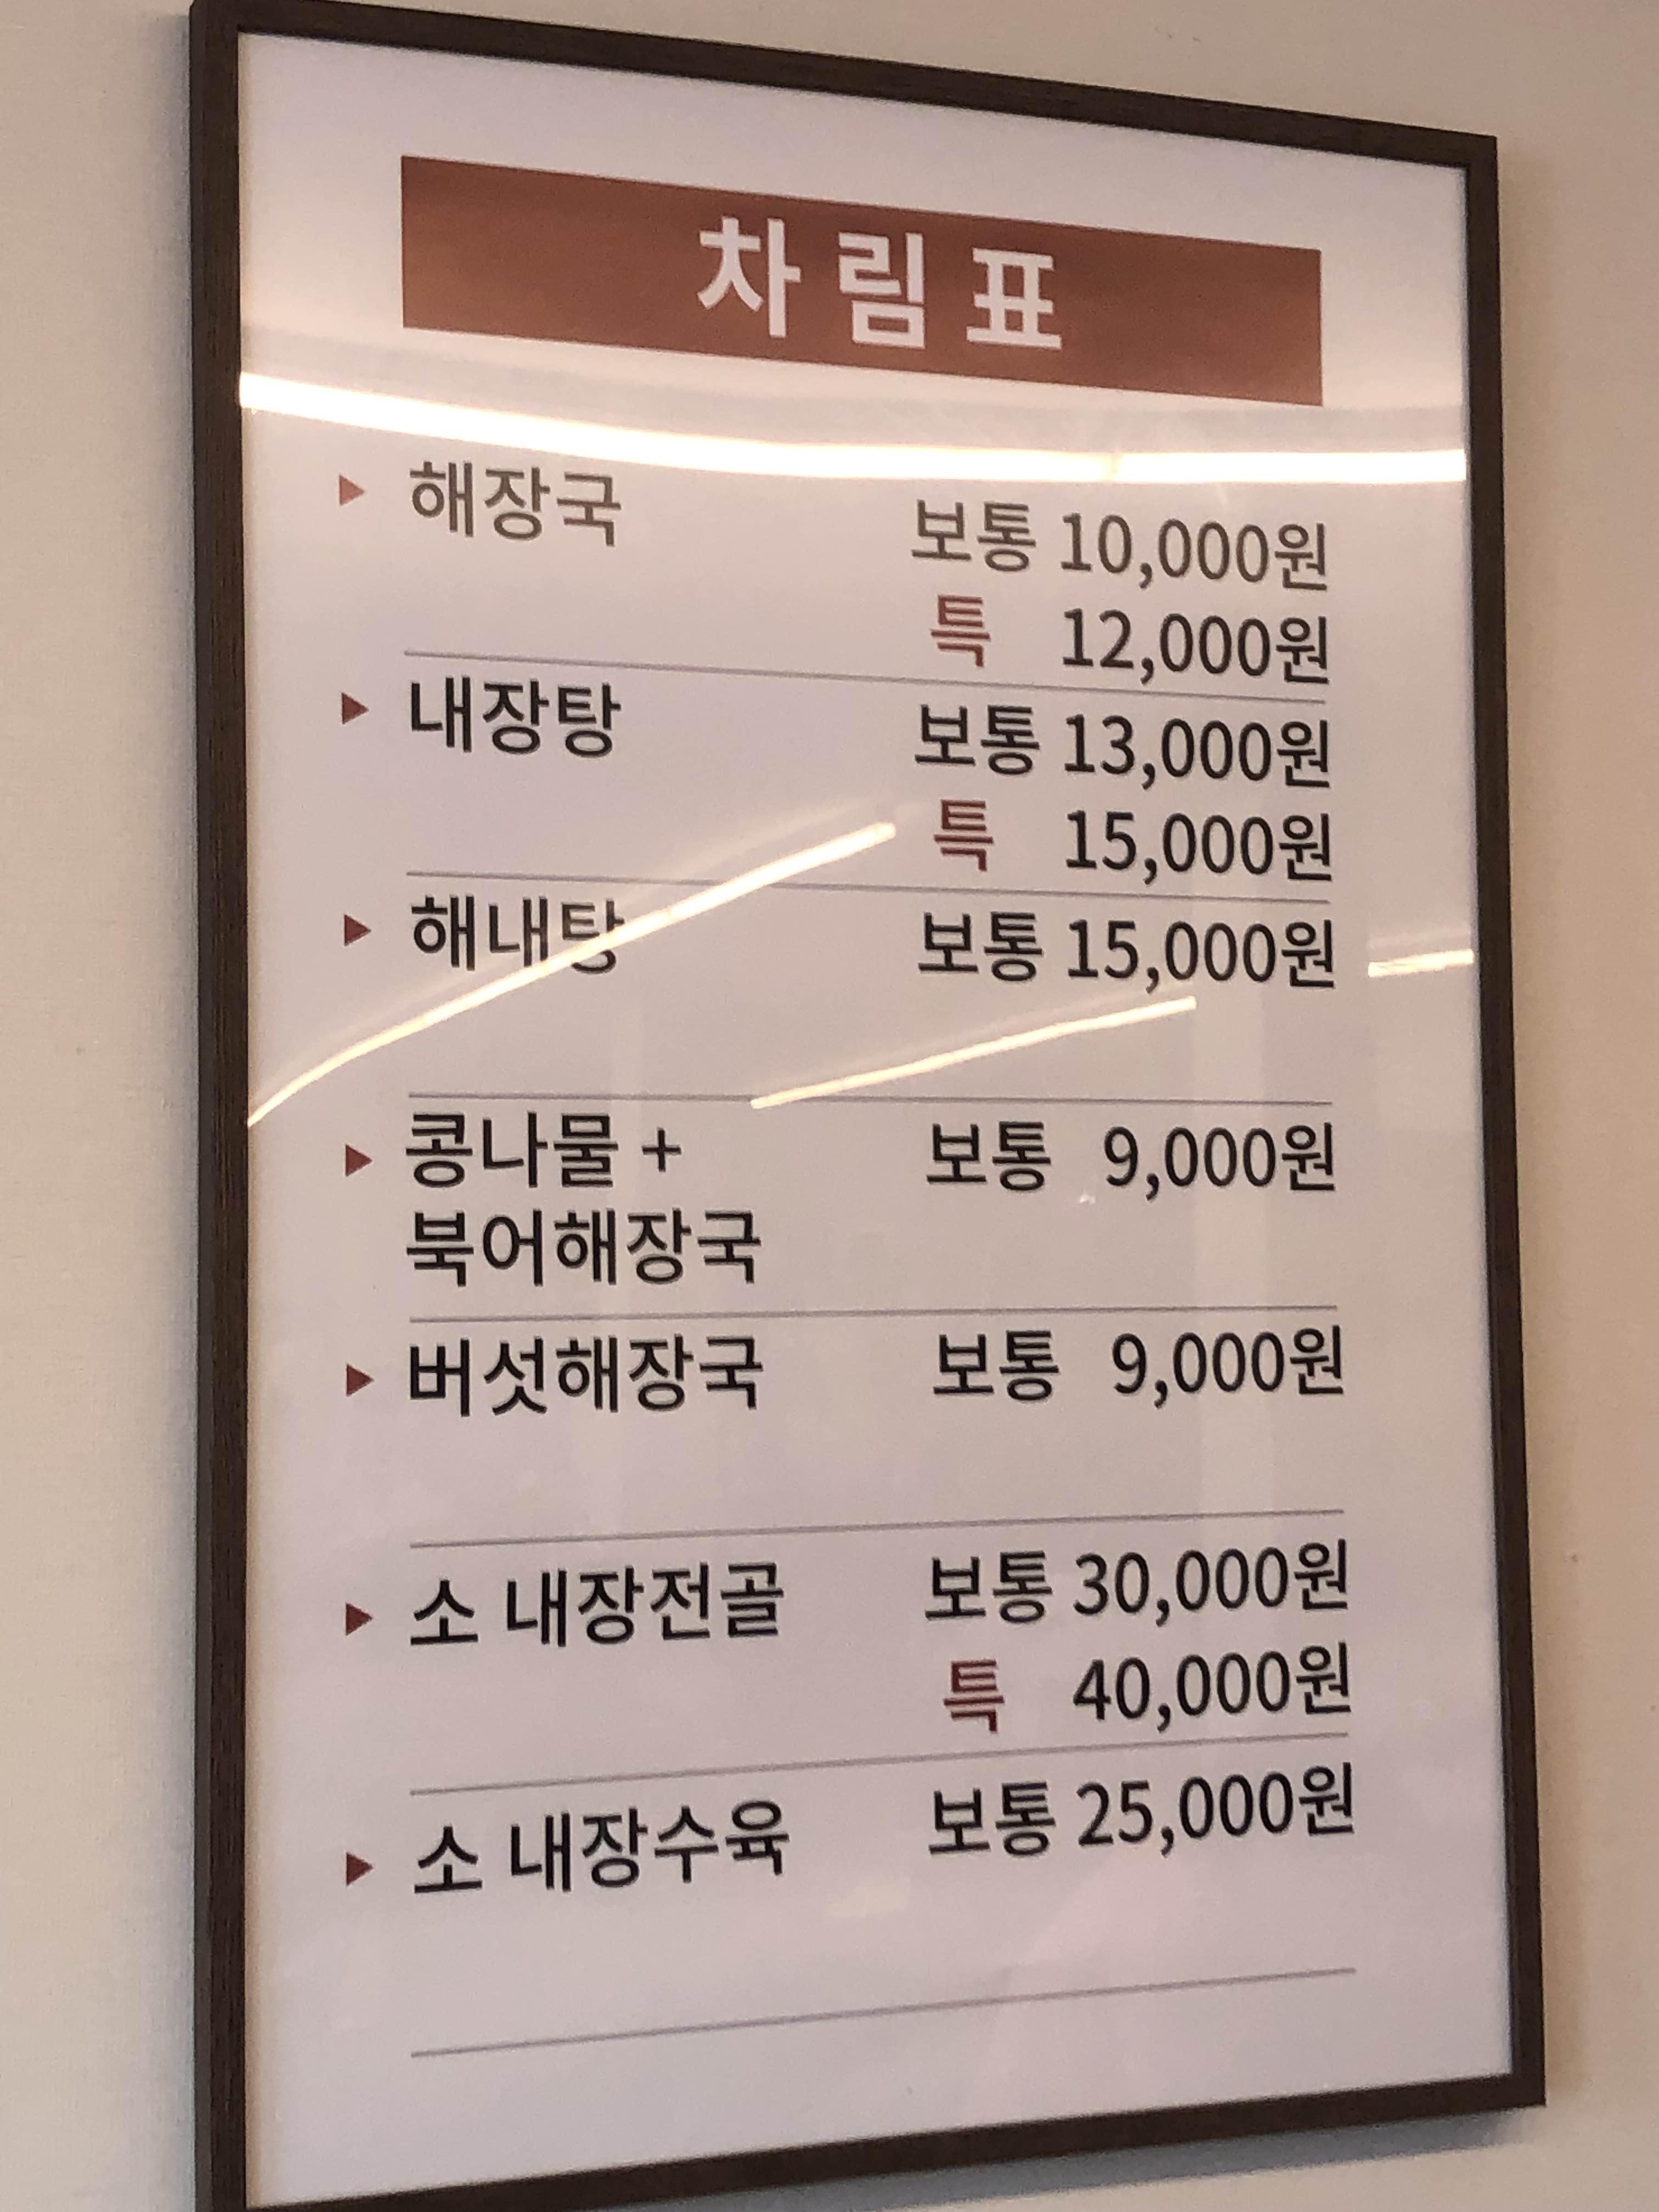 차림표
▶ 해장국 보통 10,000원
특 12,000원
▶ 내장탕 보통 13,000원
특 15,000원
▶ 해내탕 보통 15,000원
▶ 콩나물 + 보통 9,000원
북어해장국
▶ 버섯해장국 보통 9,000원
▶ 소 내장전골 보통 30,000원
특 40,000원
▶ 소 내장수육 보통 25,000원